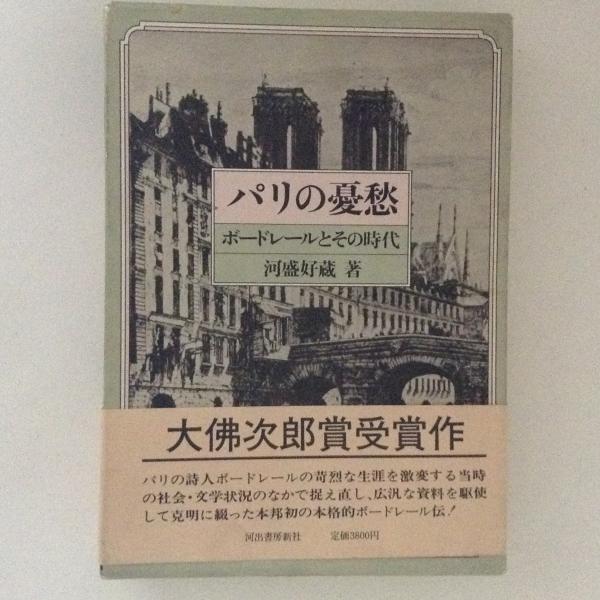 パリの憂愁
ボードレールとその時代
河盛好蔵 著
大佛次郎賞受賞作
パリの詩人ボードレールの苛烈な生涯を激変する当時
の社会・文学状況のなかで捉え直し、広汎な資料を駆使
して克明に綴った本邦初の本格的ボードレール伝!
河出書房新社 定価3800円